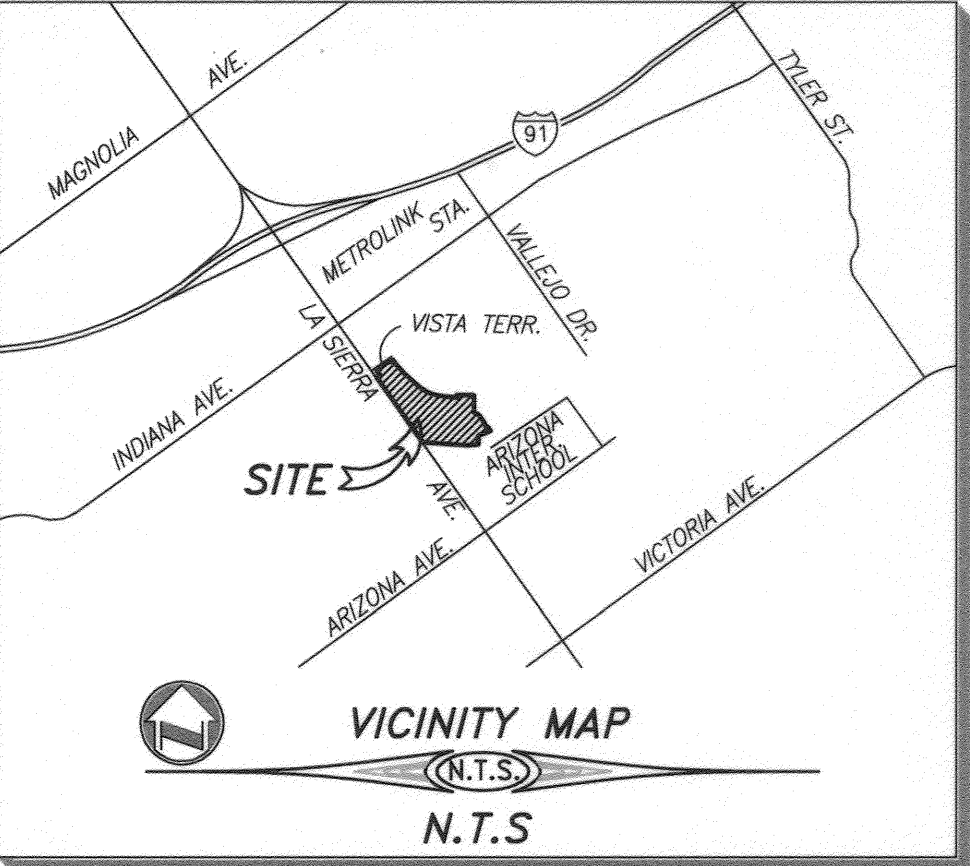 MAGNOLIA AVE.
TYLER ST.
91
METROLINK STA.
VALLEJO DR.
LA SIERRA AVE.
VISTA TERR.
INDIANA AVE.
SITE
ARIZONA
INTER.
SCHOOL
ARIZONA AVE.
VICTORIA AVE.
VICINITY MAP
N.T.S.
N.T.S